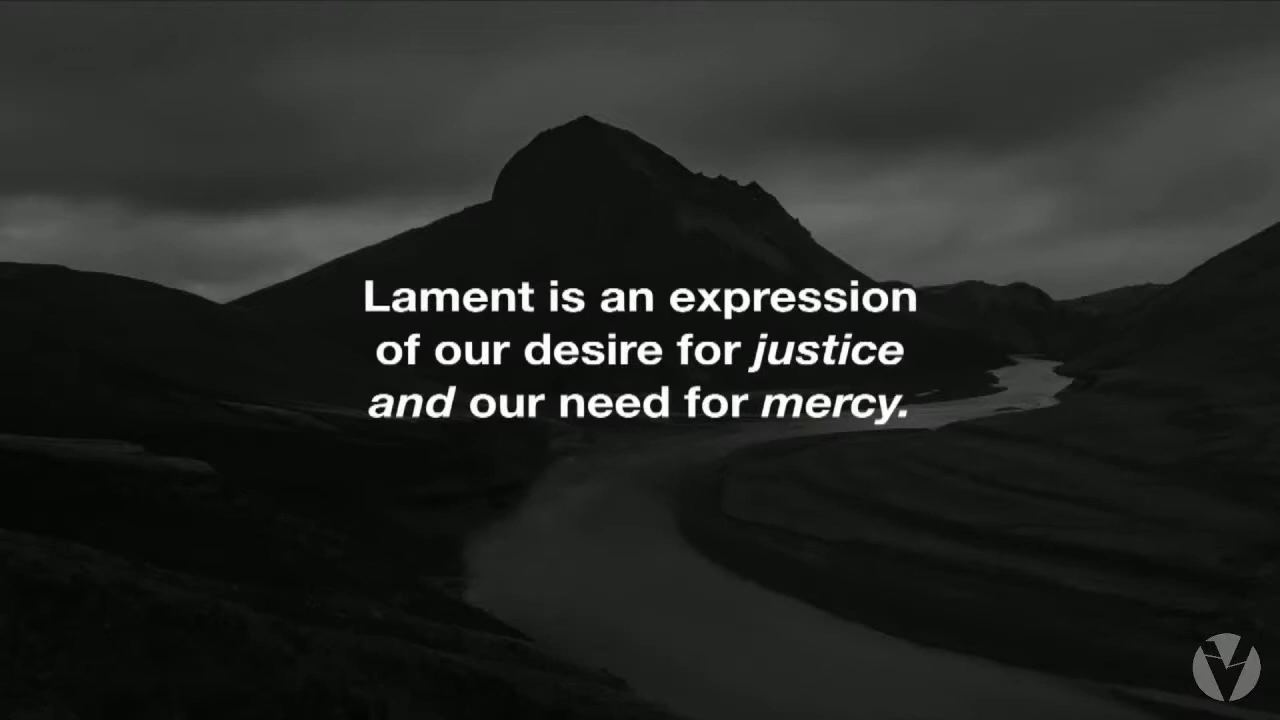 Lament is an expression
of our desire for justice
and our need for mercy.